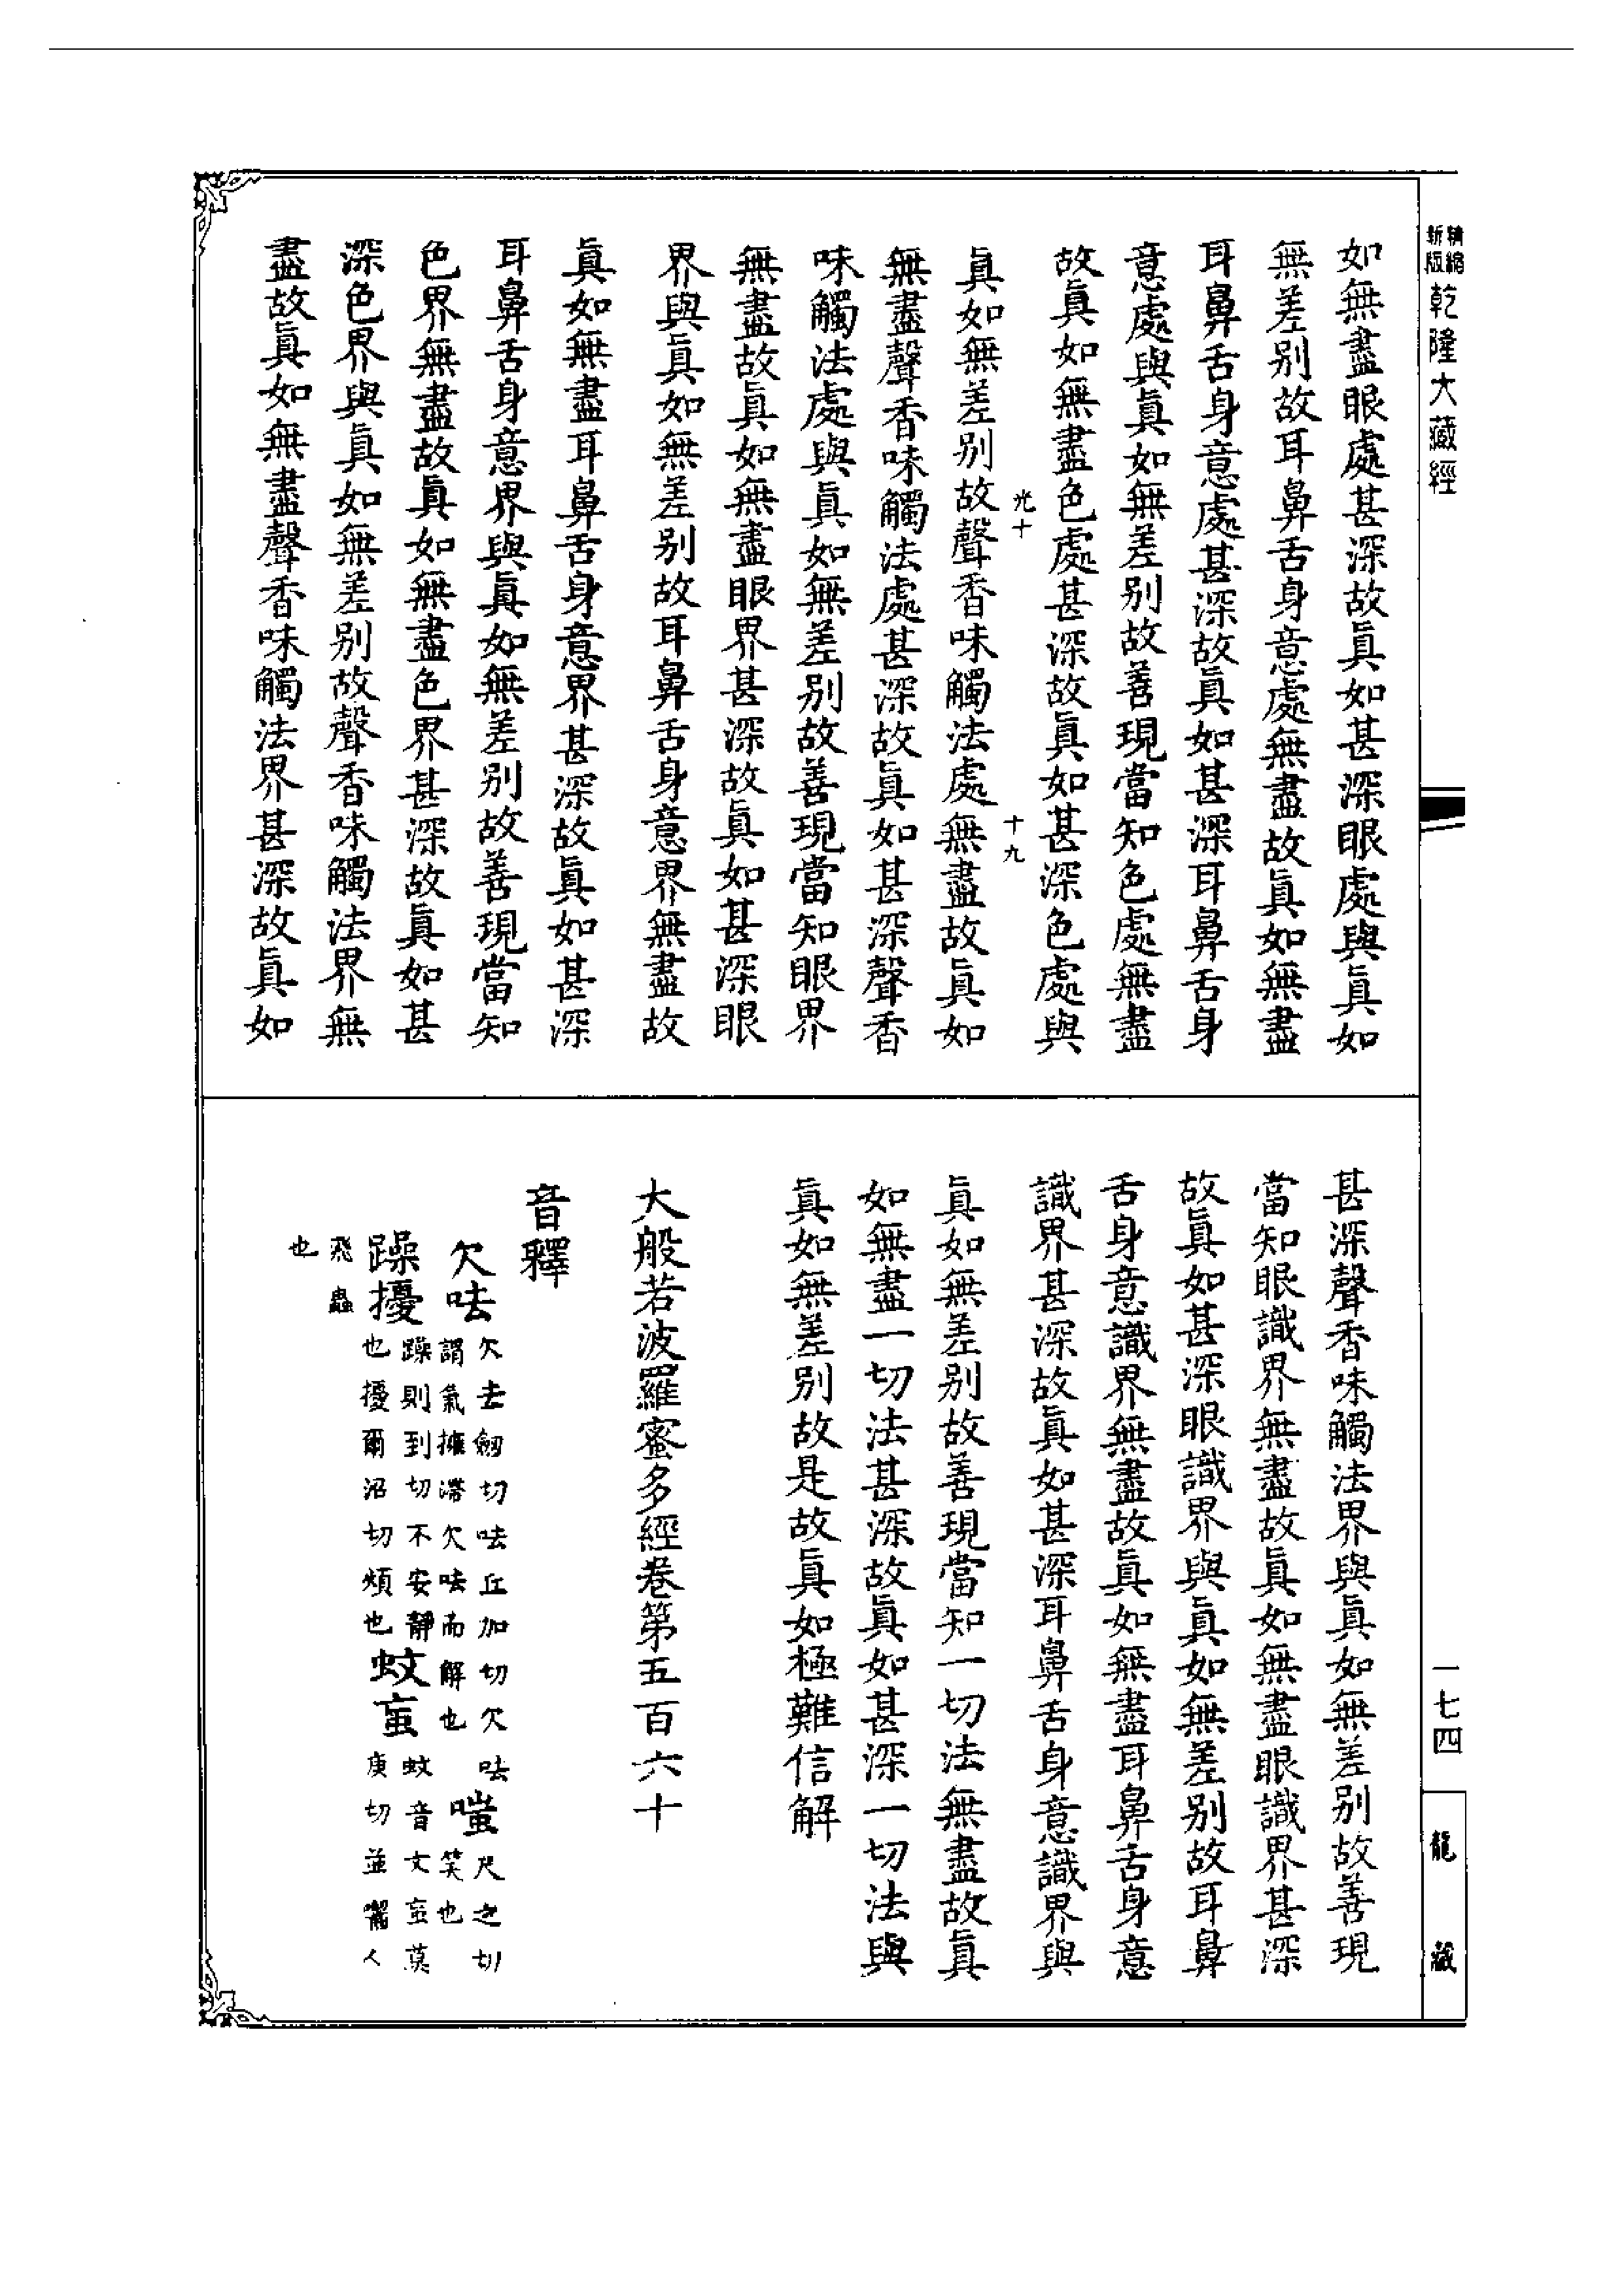 精縮新版乾隆大藏經
一七四
龍藏
如無盡眼處甚深故眞如甚深眼處與眞如
無差别故耳鼻舌身意處無盡故眞如無盡
耳鼻舌身意處甚深故眞如甚深耳鼻舌身
意處與眞如無差别故善現當知色處無盡
故眞如無盡色處甚深故眞如甚深色處與
光十
十九
眞如無差别故聲香味觸法處無盡故眞如
無盡聲香味觸法處甚深故眞如甚深聲香
味觸法處與眞如無差别故善現當知眼界
無盡故眞如無盡眼界甚深故眞如甚深眼
界與眞如無差别故耳鼻舌身意界無盡故
眞如無盡耳鼻舌身意界甚深故眞如甚深
耳鼻舌身意界與眞如無差别故善現當知
色界無盡故眞如無盡色界甚深故眞如甚
深色界與眞如無差别故聲香味觸法界無
盡故眞如無盡聲香味觸法界甚深故眞如
甚深聲香味觸法界與眞如無差别故善現
當知眼識界無盡故眞如無盡眼識界甚深
故眞如甚深眼識界與眞如無差别故耳鼻
舌身意識界無盡故眞如無盡耳鼻舌身意
識界甚深故眞如甚深耳鼻舌身意識界與
眞如無差别故善現當知一切法無盡故眞
如無盡一切法甚深故眞如甚深一切法與
眞如無差别故是故眞如極難信解
大般若波羅蜜多經卷第五百六十
音釋
欠呿 欠去劒切呿丘加切欠呿謂氣擁滯欠呿而解也 嗤 尺之切笑也
躁擾 躁則到切不安靜也擾爾沼切煩也 蚊䖟 蚊音文䖟莫庚切並囓人
飛蟲
也